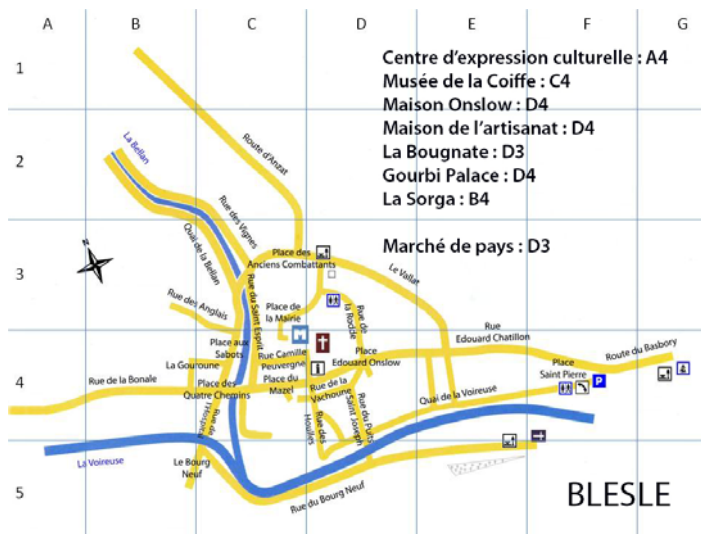 A B C D E F G
1
2
3
4
5
Centre d'expression culturelle : A4
Musée de la Coiffe : C4
Maison Onslow : D4
Maison de l'artisanat : D4
La Bougnate : D3
Gourbi Palace : D4
La Sorga : B4
Marché de pays : D3
La Bellan
Route d'Anzat
Rue des Vignes
Quai de la Bellan
N
Place des
Anciens Combattants
Le Vallat
Rue des Anglais
Rue du Saint Esprit
Place de
la Mairie
Rue de
la Rodde
Rue
Edouard Chatillon
Place aux
Sabots
Rue Camille
Peuvergne
i
Place
Edouard Onslow
Place
Saint Pierre
P
Route du Basbory
La Gouroune
Rue de la Bonale
Place des
Quatre Chemins
Place du
Mazel
Rue de la
Vachoune
Quai de la Voireuse
Rue de
l'Hospital
Rue des
Houlles
Rue du Puits
Saint Joseph
La Voireuse
Le Bourg
Neuf
Rue du Bourg Neuf
BLESLE